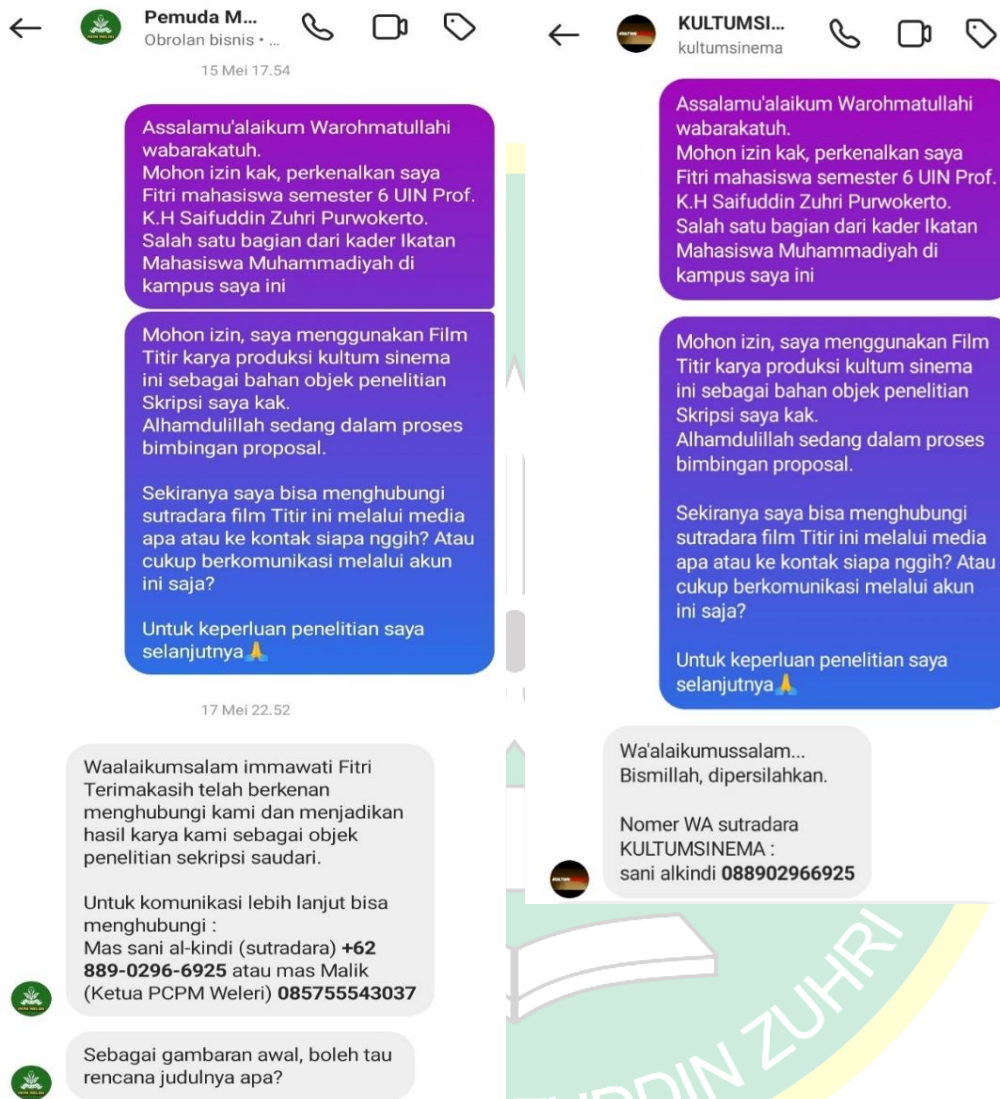 Pemuda M...
Obrolan bisnis • ...
15 Mei 17.54
Assalamu'alaikum Warohmatullahi
wabarakatuh.
Mohon izin kak, perkenalkan saya
Fitri mahasiswa semester 6 UIN Prof.
K.H Saifuddin Zuhri Purwokerto.
Salah satu bagian dari kader Ikatan
Mahasiswa Muhammadiyah di
kampus saya ini
Mohon izin, saya menggunakan Film
Titir karya produksi kultum sinema
ini sebagai bahan objek penelitian
Skripsi saya kak.
Alhamdulillah sedang dalam proses
bimbingan proposal.
Sekiranya saya bisa menghubungi
sutradara film Titir ini melalui media
apa atau ke kontak siapa nggih? Atau
cukup berkomunikasi melalui akun
ini saja?
Untuk keperluan penelitian saya
selanjutnya🙏
17 Mei 22.52
Waalaikumsalam immawati Fitri
Terimakasih telah berkenan
menghubungi kami dan menjadikan
hasil karya kami sebagai objek
penelitian sekripsi saudari.
Untuk komunikasi lebih lanjut bisa
menghubungi :
Mas sani al-kindi (sutradara) +62
889-0296-6925 atau mas Malik
(Ketua PCPM Weleri) 085755543037
Sebagai gambaran awal, boleh tau
rencana judulnya apa?
KULTUMSI...
kultumsinema
Assalamu'alaikum Warohmatullahi
wabarakatuh.
Mohon izin kak, perkenalkan saya
Fitri mahasiswa semester 6 UIN Prof.
K.H Saifuddin Zuhri Purwokerto.
Salah satu bagian dari kader Ikatan
Mahasiswa Muhammadiyah di
kampus saya ini
Mohon izin, saya menggunakan Film
Titir karya produksi kultum sinema
ini sebagai bahan objek penelitian
Skripsi saya kak.
Alhamdulillah sedang dalam proses
bimbingan proposal.
Sekiranya saya bisa menghubungi
sutradara film Titir ini melalui media
apa atau ke kontak siapa nggih? Atau
cukup berkomunikasi melalui akun
ini saja?
Untuk keperluan penelitian saya
selanjutnya🙏
Wa'alaikumussalam...
Bismillah, dipersilahkan.
Nomer WA sutradara
KULTUMSINEMA :
sani alkindi 088902966925
ZUHRI